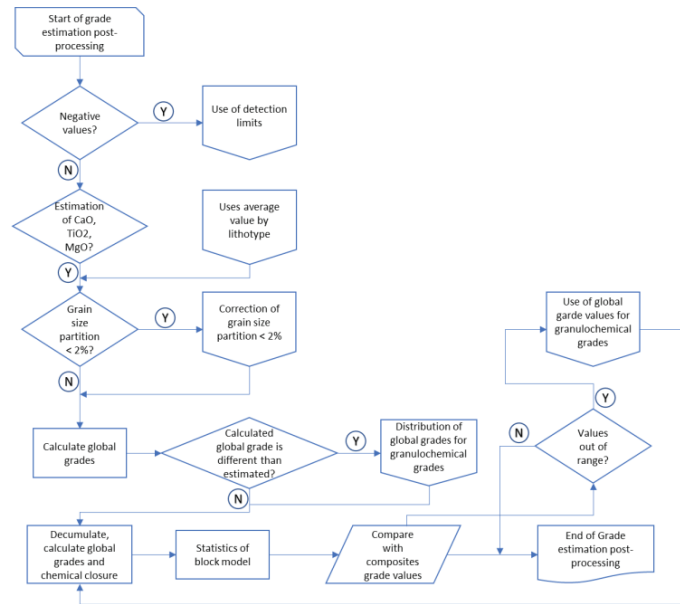 Start of grade
estimation post-
processing
Negative
values?
Y
Use of detection
limits
N
Estimation
of CaO,
TiO2,
MgO?
Uses average
value by
lithotype
Y
Grain
size
partition
< 2%?
Y
Correction of
grain size
partition < 2%
N
Use of global
garde values for
granulochemical
grades
Y
Calculate global
grades
Calculated
global grade is
different than
estimated?
Y
Distribution of
global grades for
granulochemical
grades
N
Values
out of
range?
N
Decumulate,
calculate global
grades and
chemical closure
Statistics of
block model
Compare
with
composites
grade values
End of Grade
estimation post-
processing